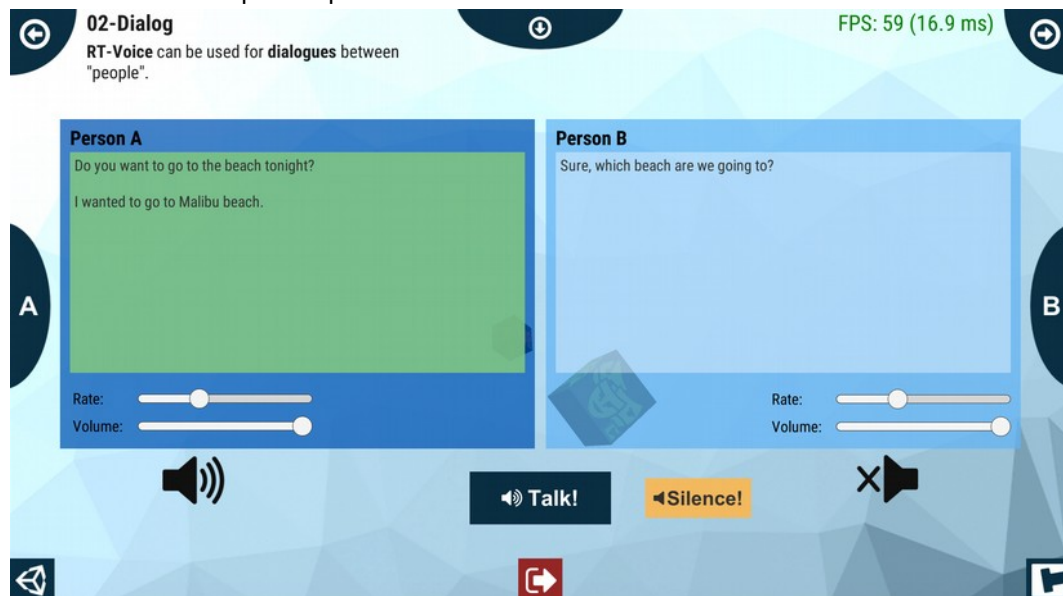 02-Dialog
FPS: 59 (16.9 ms)
RT-Voice can be used for dialogues between
"people".
Person A
Do you want to go to the beach tonight?
I wanted to go to Malibu beach.
Rate:
Volume:
Person B
Sure, which beach are we going to?
Rate:
Volume:
A
B
Talk!
Silence!